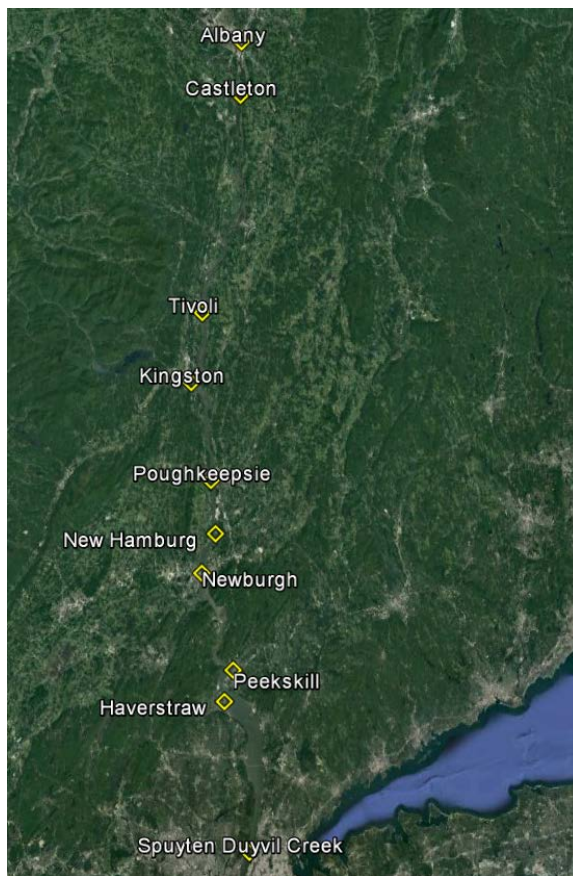 Albany
Castleton
Tivoli
Kingston
Poughkeepsie
New Hamburg
Newburgh
Peekskill
Haverstraw
Spuyten Duyvil Creek